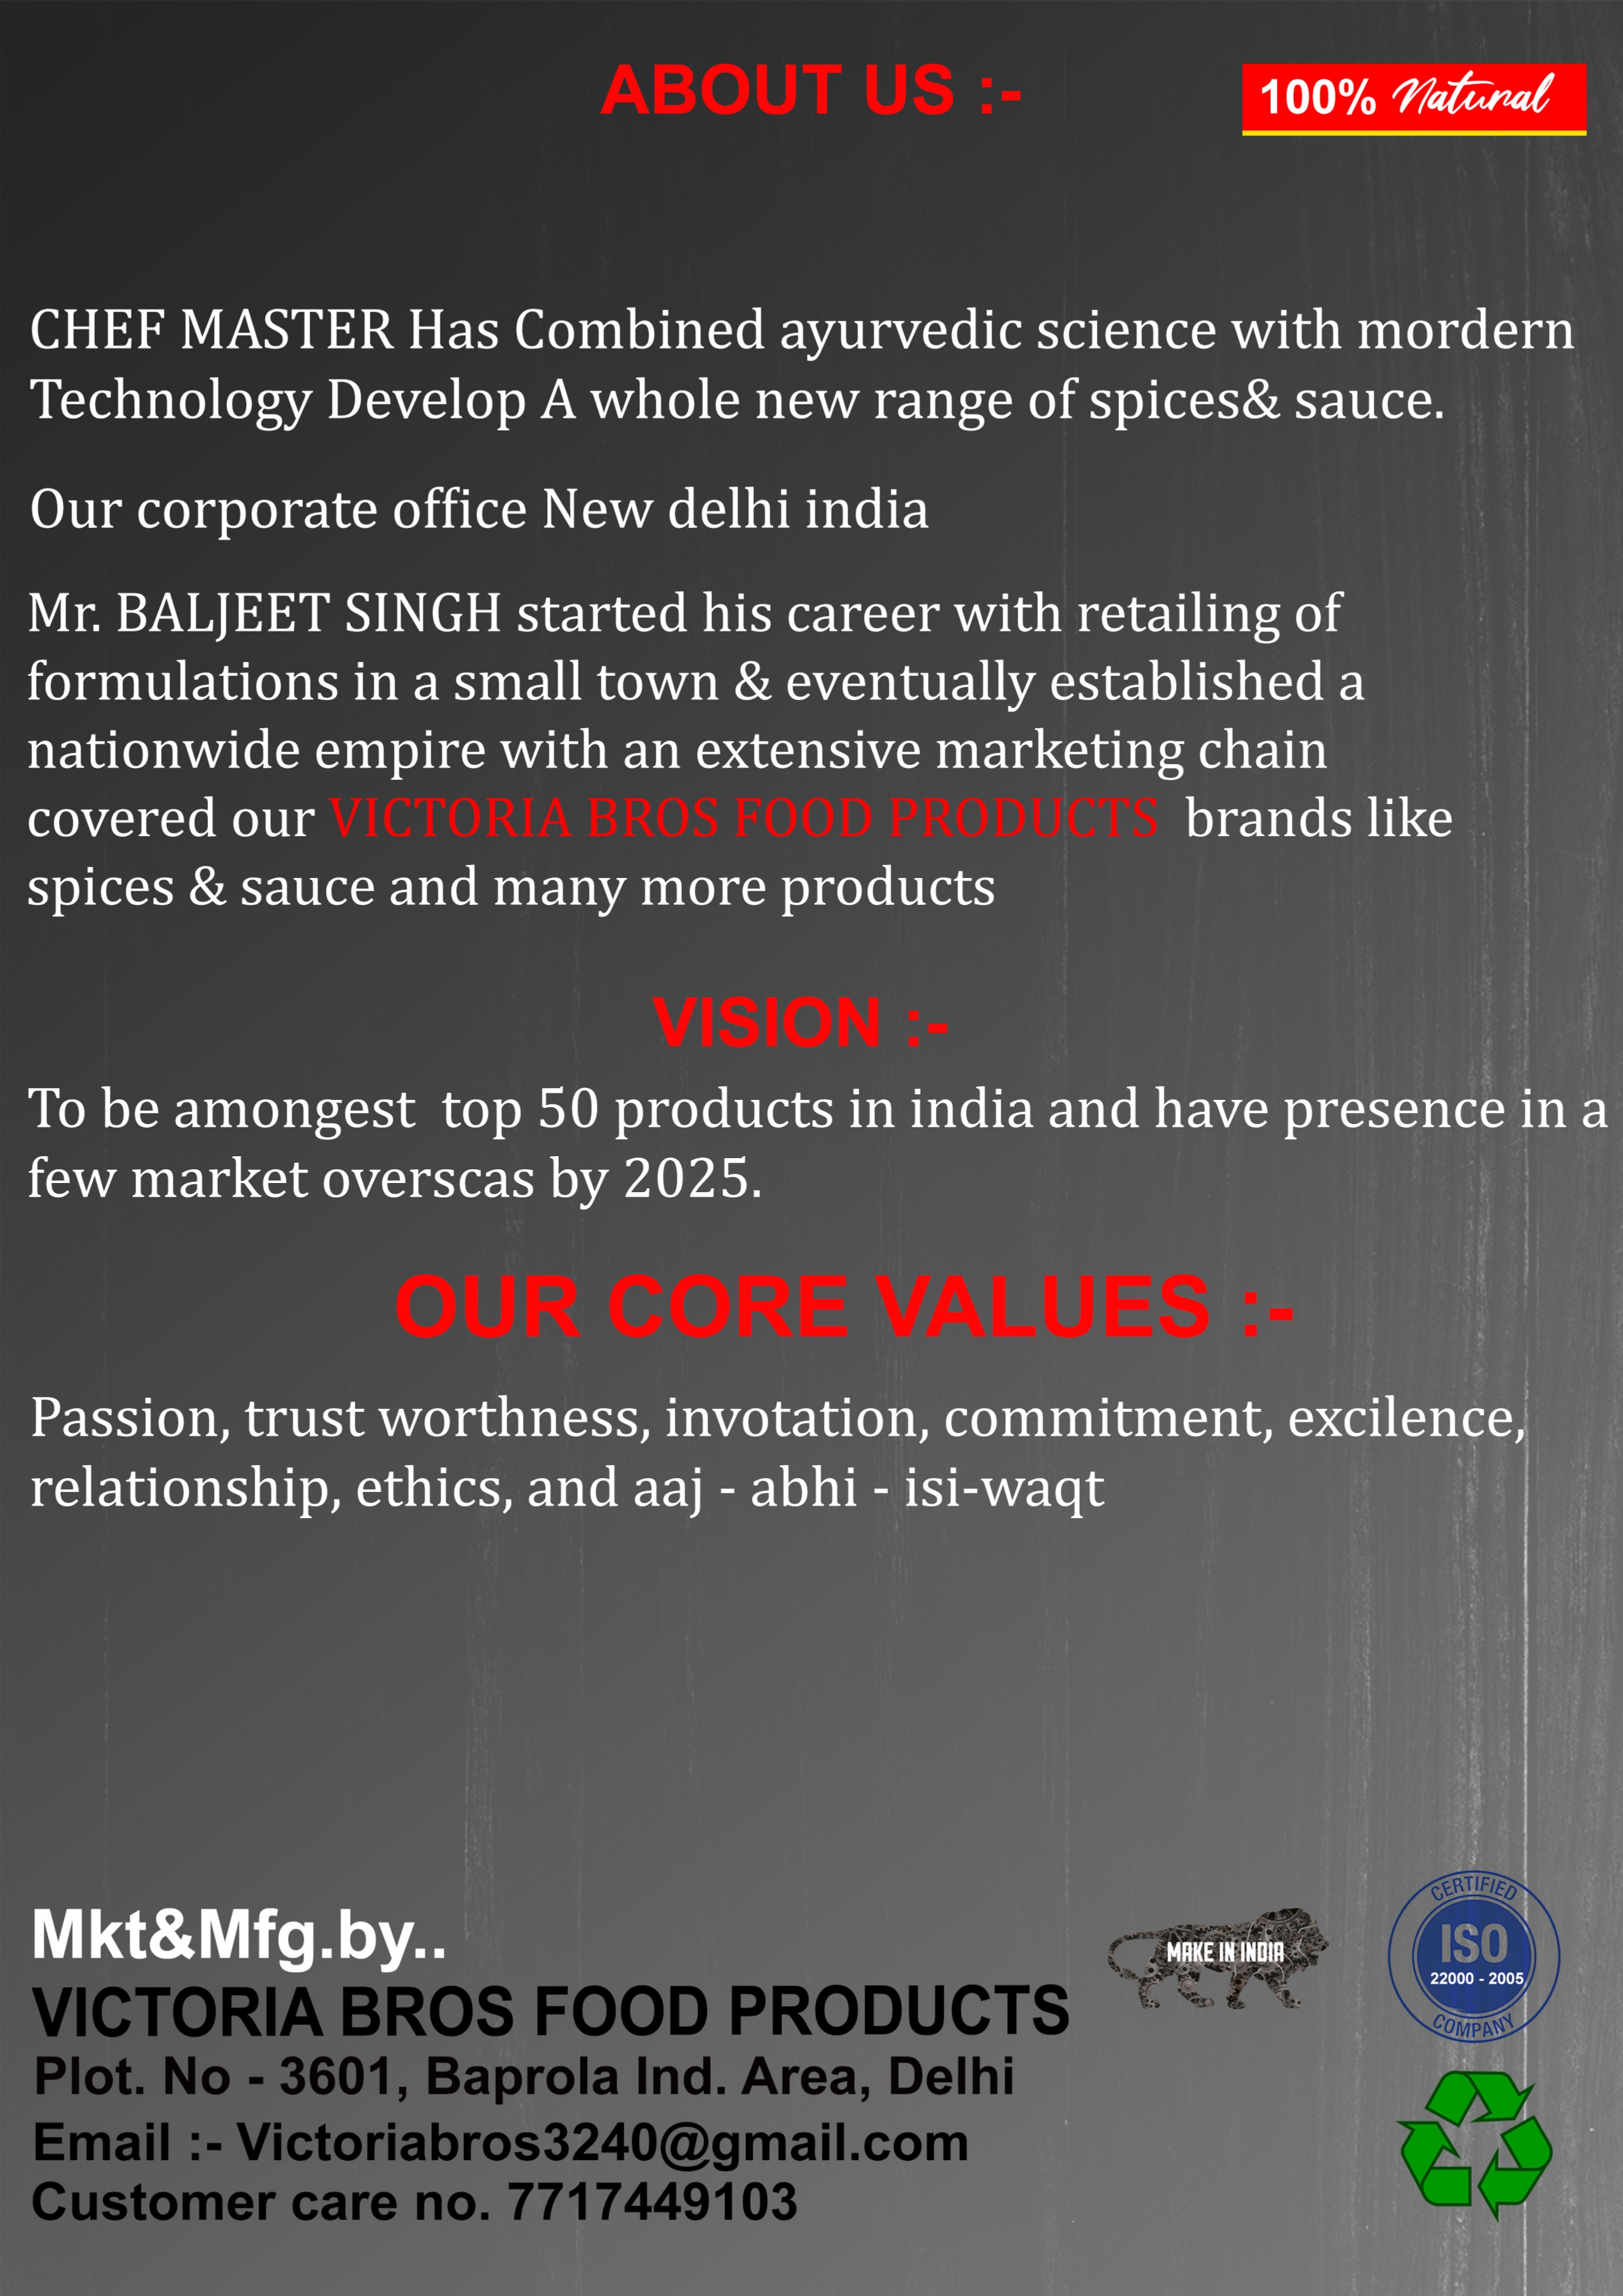 ABOUT US :-
100% Natural
CHEF MASTER Has Combined ayurvedic science with mordern
Technology Develop A whole new range of spices& sauce.
Our corporate office New delhi india
Mr. BALJEET SINGH started his career with retailing of
formulations in a small town & eventually established a
nationwide empire with an extensive marketing chain
covered our VICTORIA BROS FOOD PRODUCTS brands like
spices & sauce and many more products
VISION :-
To be amongest top 50 products in india and have presence in a
few market overscas by 2025.
OUR CORE VALUES :-
Passion, trust worthness, invotation, commitment, excilence,
relationship, ethics, and aaj - abhi - isi-waqt
Mkt&Mfg.by..
VICTORIA BROS FOOD PRODUCTS
Plot. No - 3601, Baprola Ind. Area, Delhi
Email :- Victoriabros3240@gmail.com
Customer care no. 7717449103
MAKE IN INDIA
CERTIFIED
ISO
22000 - 2005
COMPANY